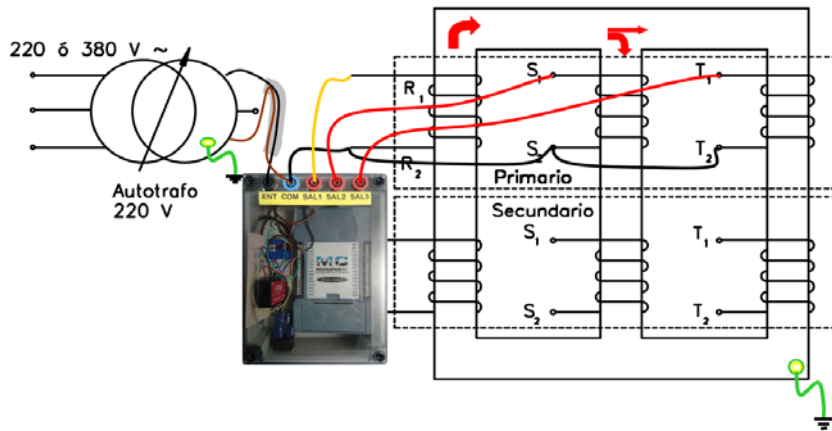 220 ó 380 V ~
Autotrafo
220 V
ENT COM SAL1 SAL2 SAL3
MC
R1
R2
S1
S
T1
T2
Primario
Secundario
S1
S2
T1
T2